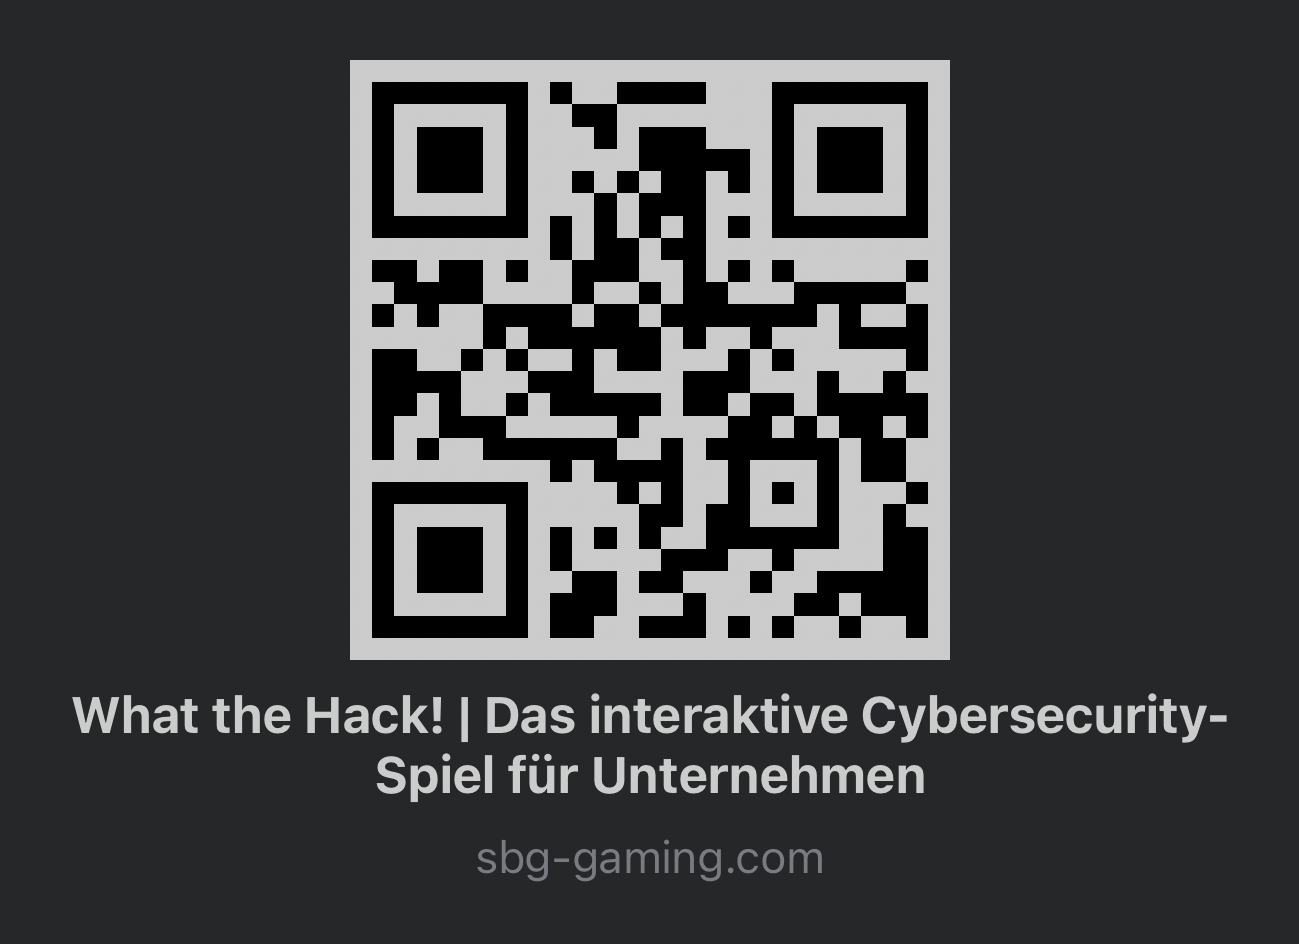 What the Hack! | Das interaktive Cybersecurity-
Spiel für Unternehmen
sbg-gaming.com